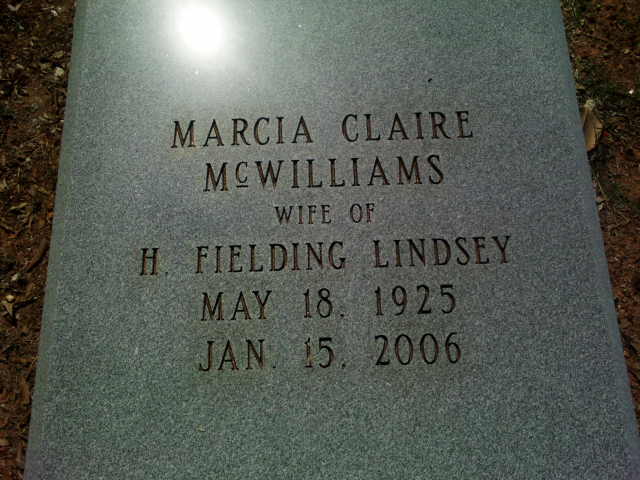 MARCIA CLAIRE
McWILLIAMS
WIFE OF
H. FIELDING LINDSEY
MAY 18, 1925
JAN. 15, 2006